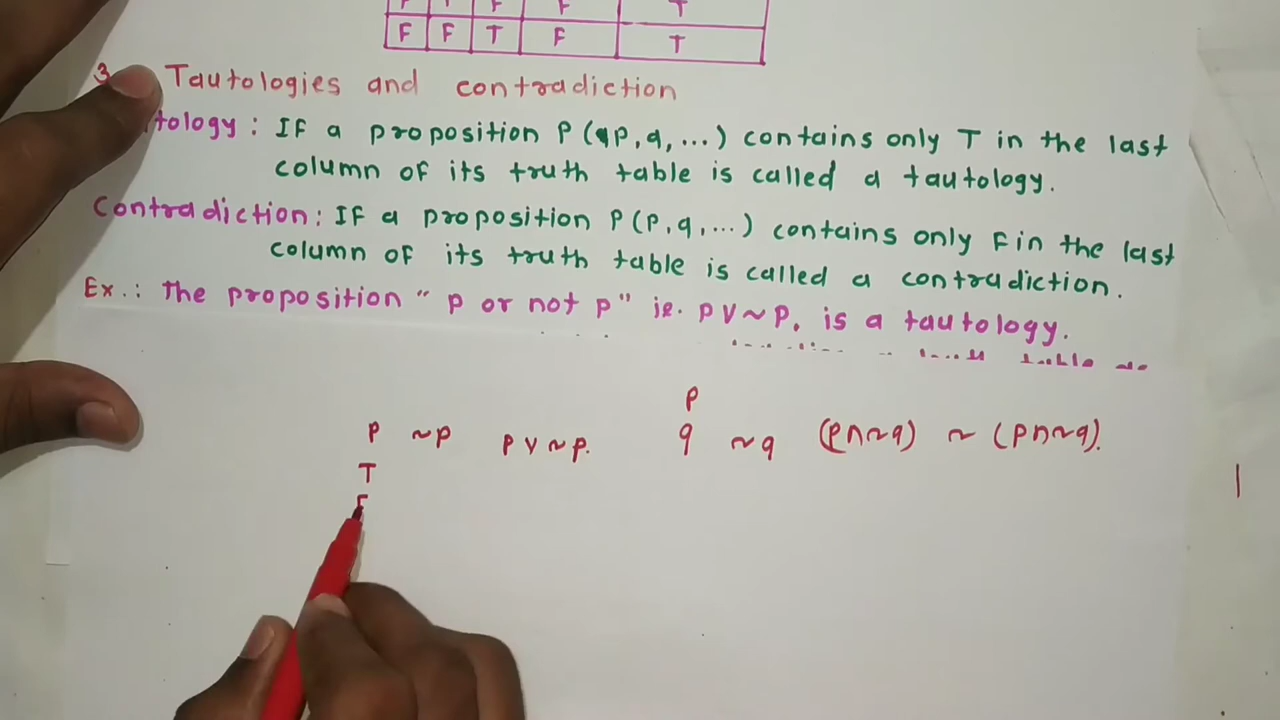 F F T F T
3 Tautologies and contradiction
tology : If a proposition P (p, q, ...) contains only T in the last
column of its truth table is called a tautology.
Contradiction : If a proposition P (p, q, ...) contains only F in the last
column of its truth table is called a contradiction.
Ex. : The proposition "p or not p" ie. p ∨ ~p, is a tautology.
p
p ~p p ∨ ~p. q ~q (p∩~q) ~ (p∩~q).
T
F